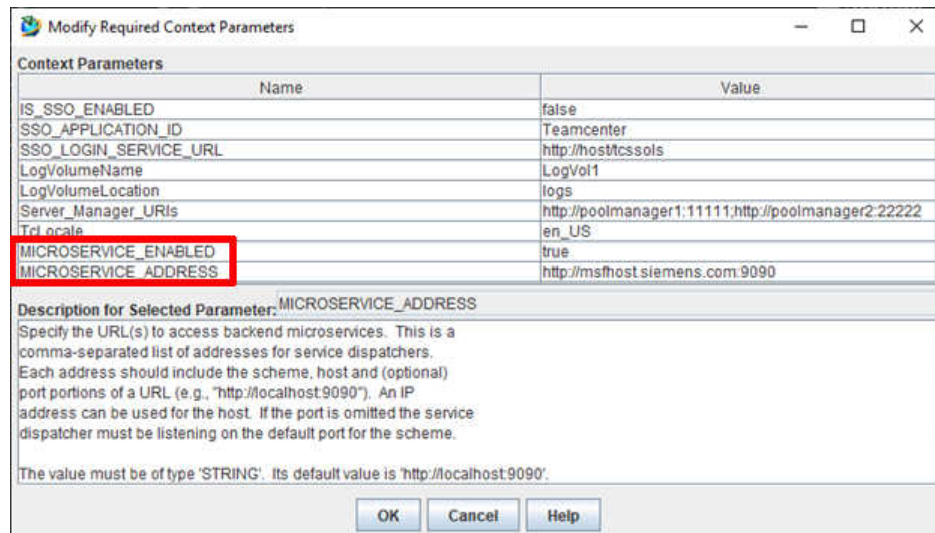 Modify Required Context Parameters
Context Parameters
Name Value
IS_SSO_ENABLED false
SSO_APPLICATION_ID Teamcenter
SSO_LOGIN_SERVICE_URL http://host/tcssols
LogVolumeName LogVol1
LogVolumeLocation logs
Server_Manager_URIs http://poolmanager1:11111;http://poolmanager2:22222
TcLocale en_US
MICROSERVICE_ENABLED true
MICROSERVICE_ADDRESS http://msfhost.siemens.com:9090
Description for Selected Parameter: MICROSERVICE_ADDRESS
Specify the URL(s) to access backend microservices. This is a
comma-separated list of addresses for service dispatchers.
Each address should include the scheme, host and (optional)
port portions of a URL (e.g., "http://localhost:9090"). An IP
address can be used for the host. If the port is omitted the service
dispatcher must be listening on the default port for the scheme.
The value must be of type 'STRING'. Its default value is 'http://localhost:9090'.
OK Cancel Help